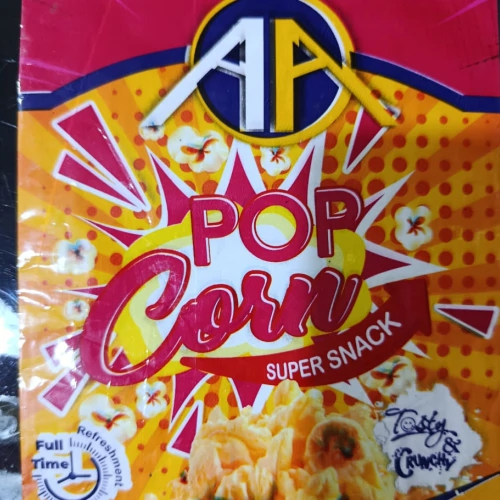 AA
POP
Corn
SUPER SNACK
Full
Time
Refreshment
Tasty
&
CRUNCHY